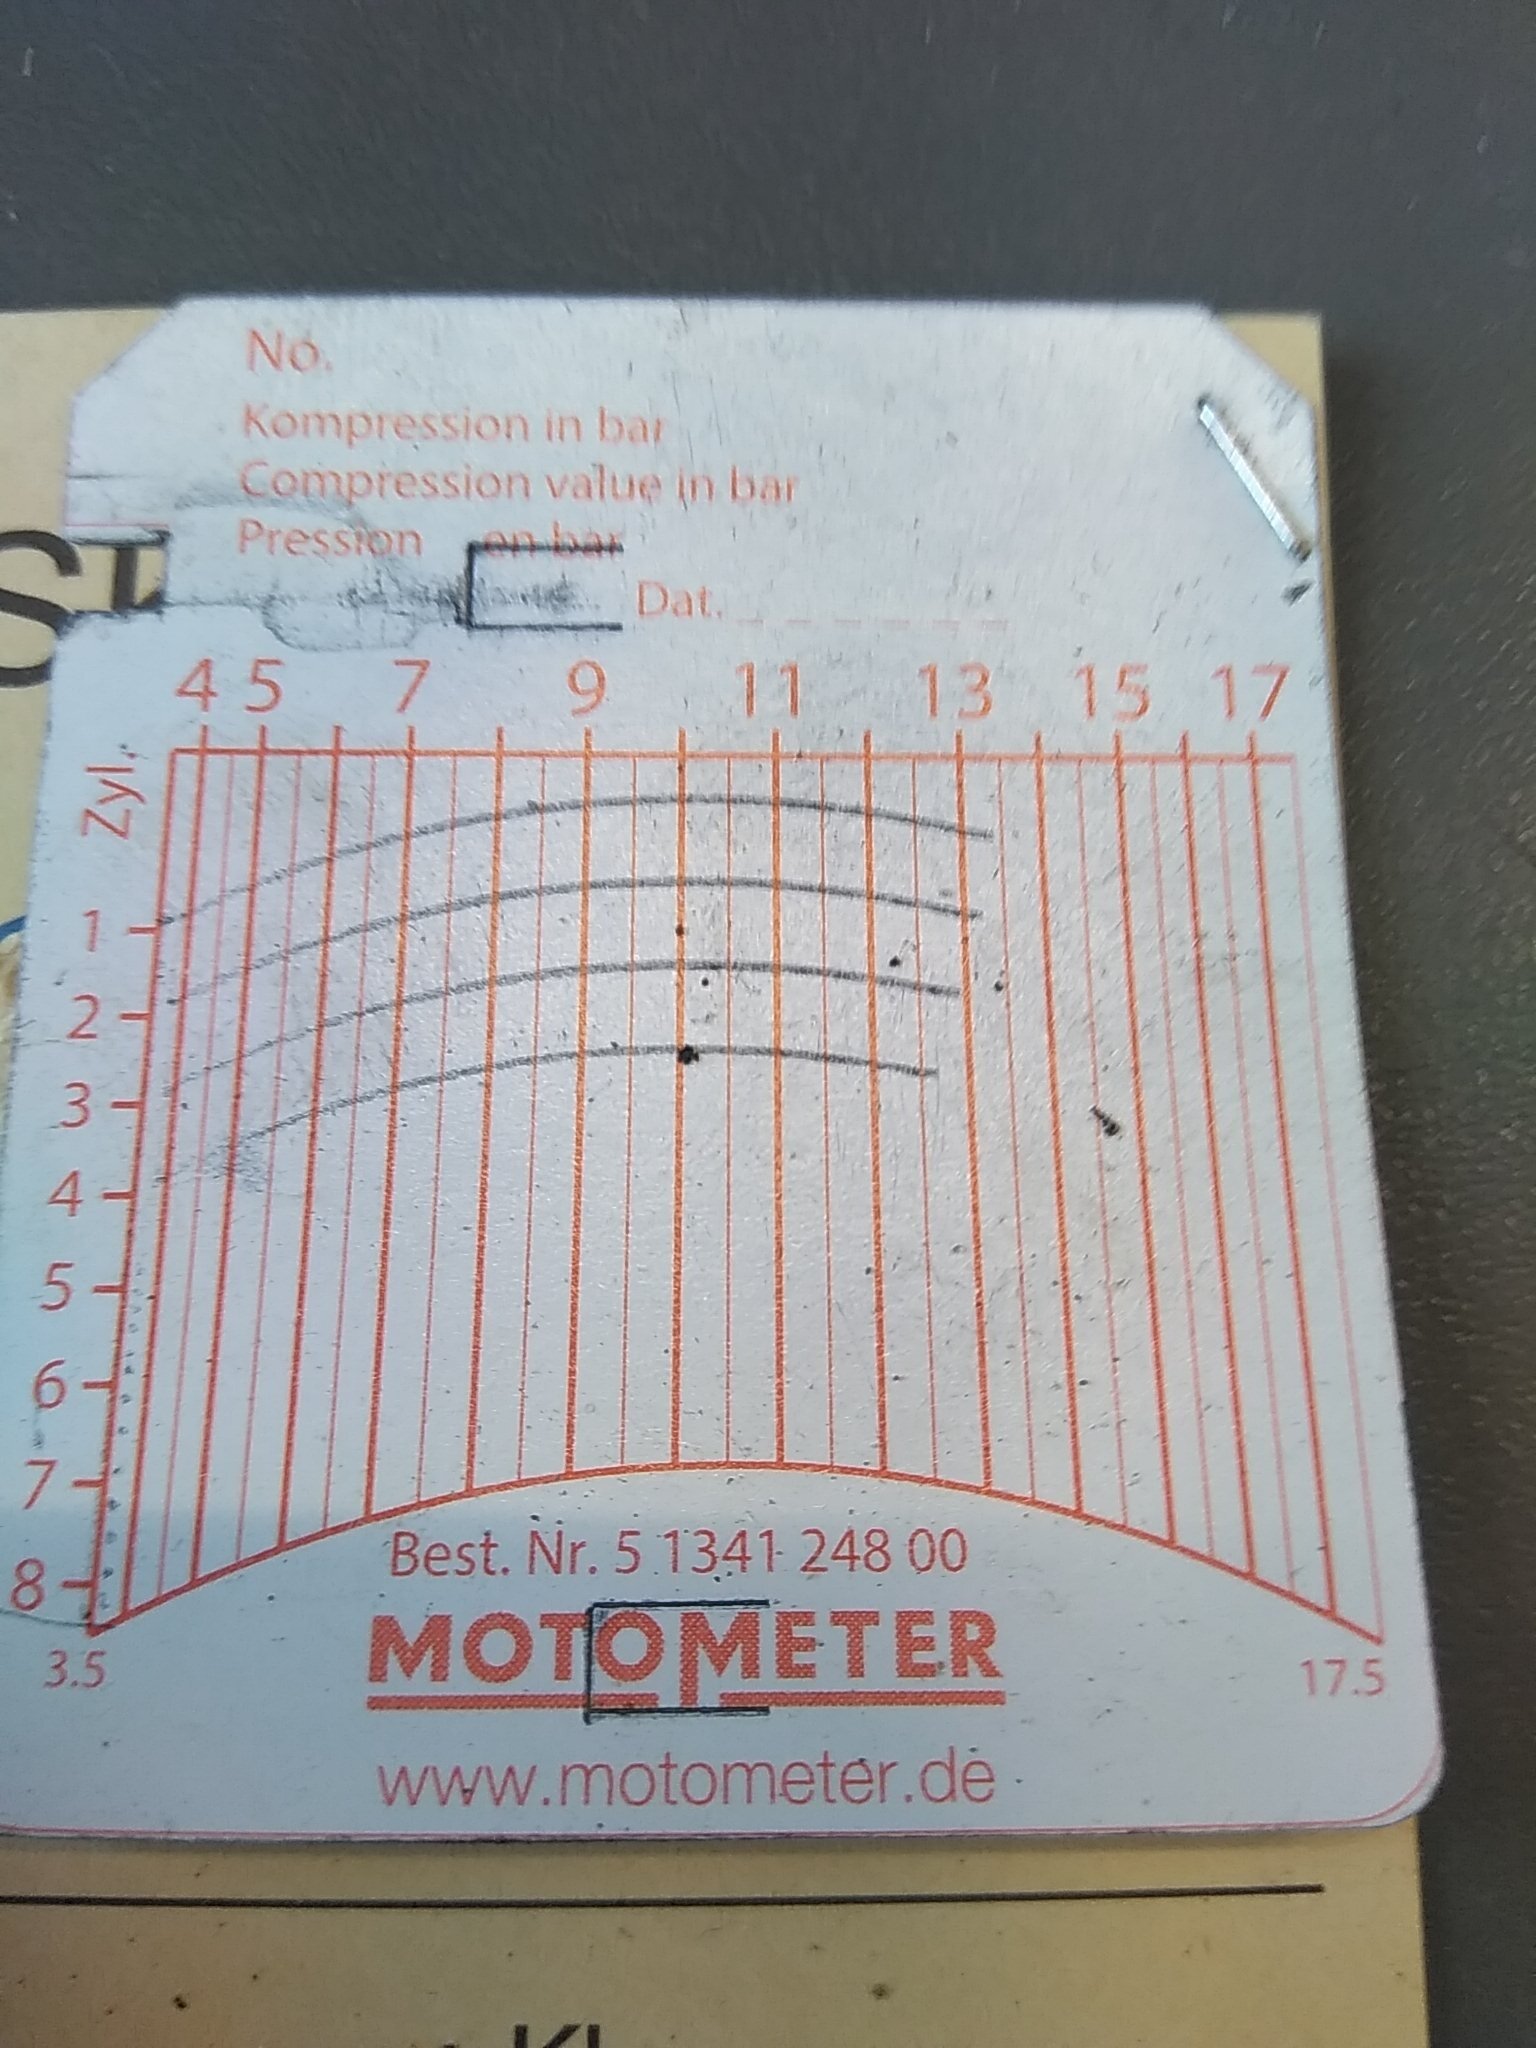 No.
Kompression in bar
Compression value in bar
Pression en bar
Dat.
4 5 7 9 11 13 15 17
Zyl.
1
2
3
4
5
6
7
8
3.5
17.5
Best. Nr. 5 1341 248 00
MOTOMETER
www.motometer.de